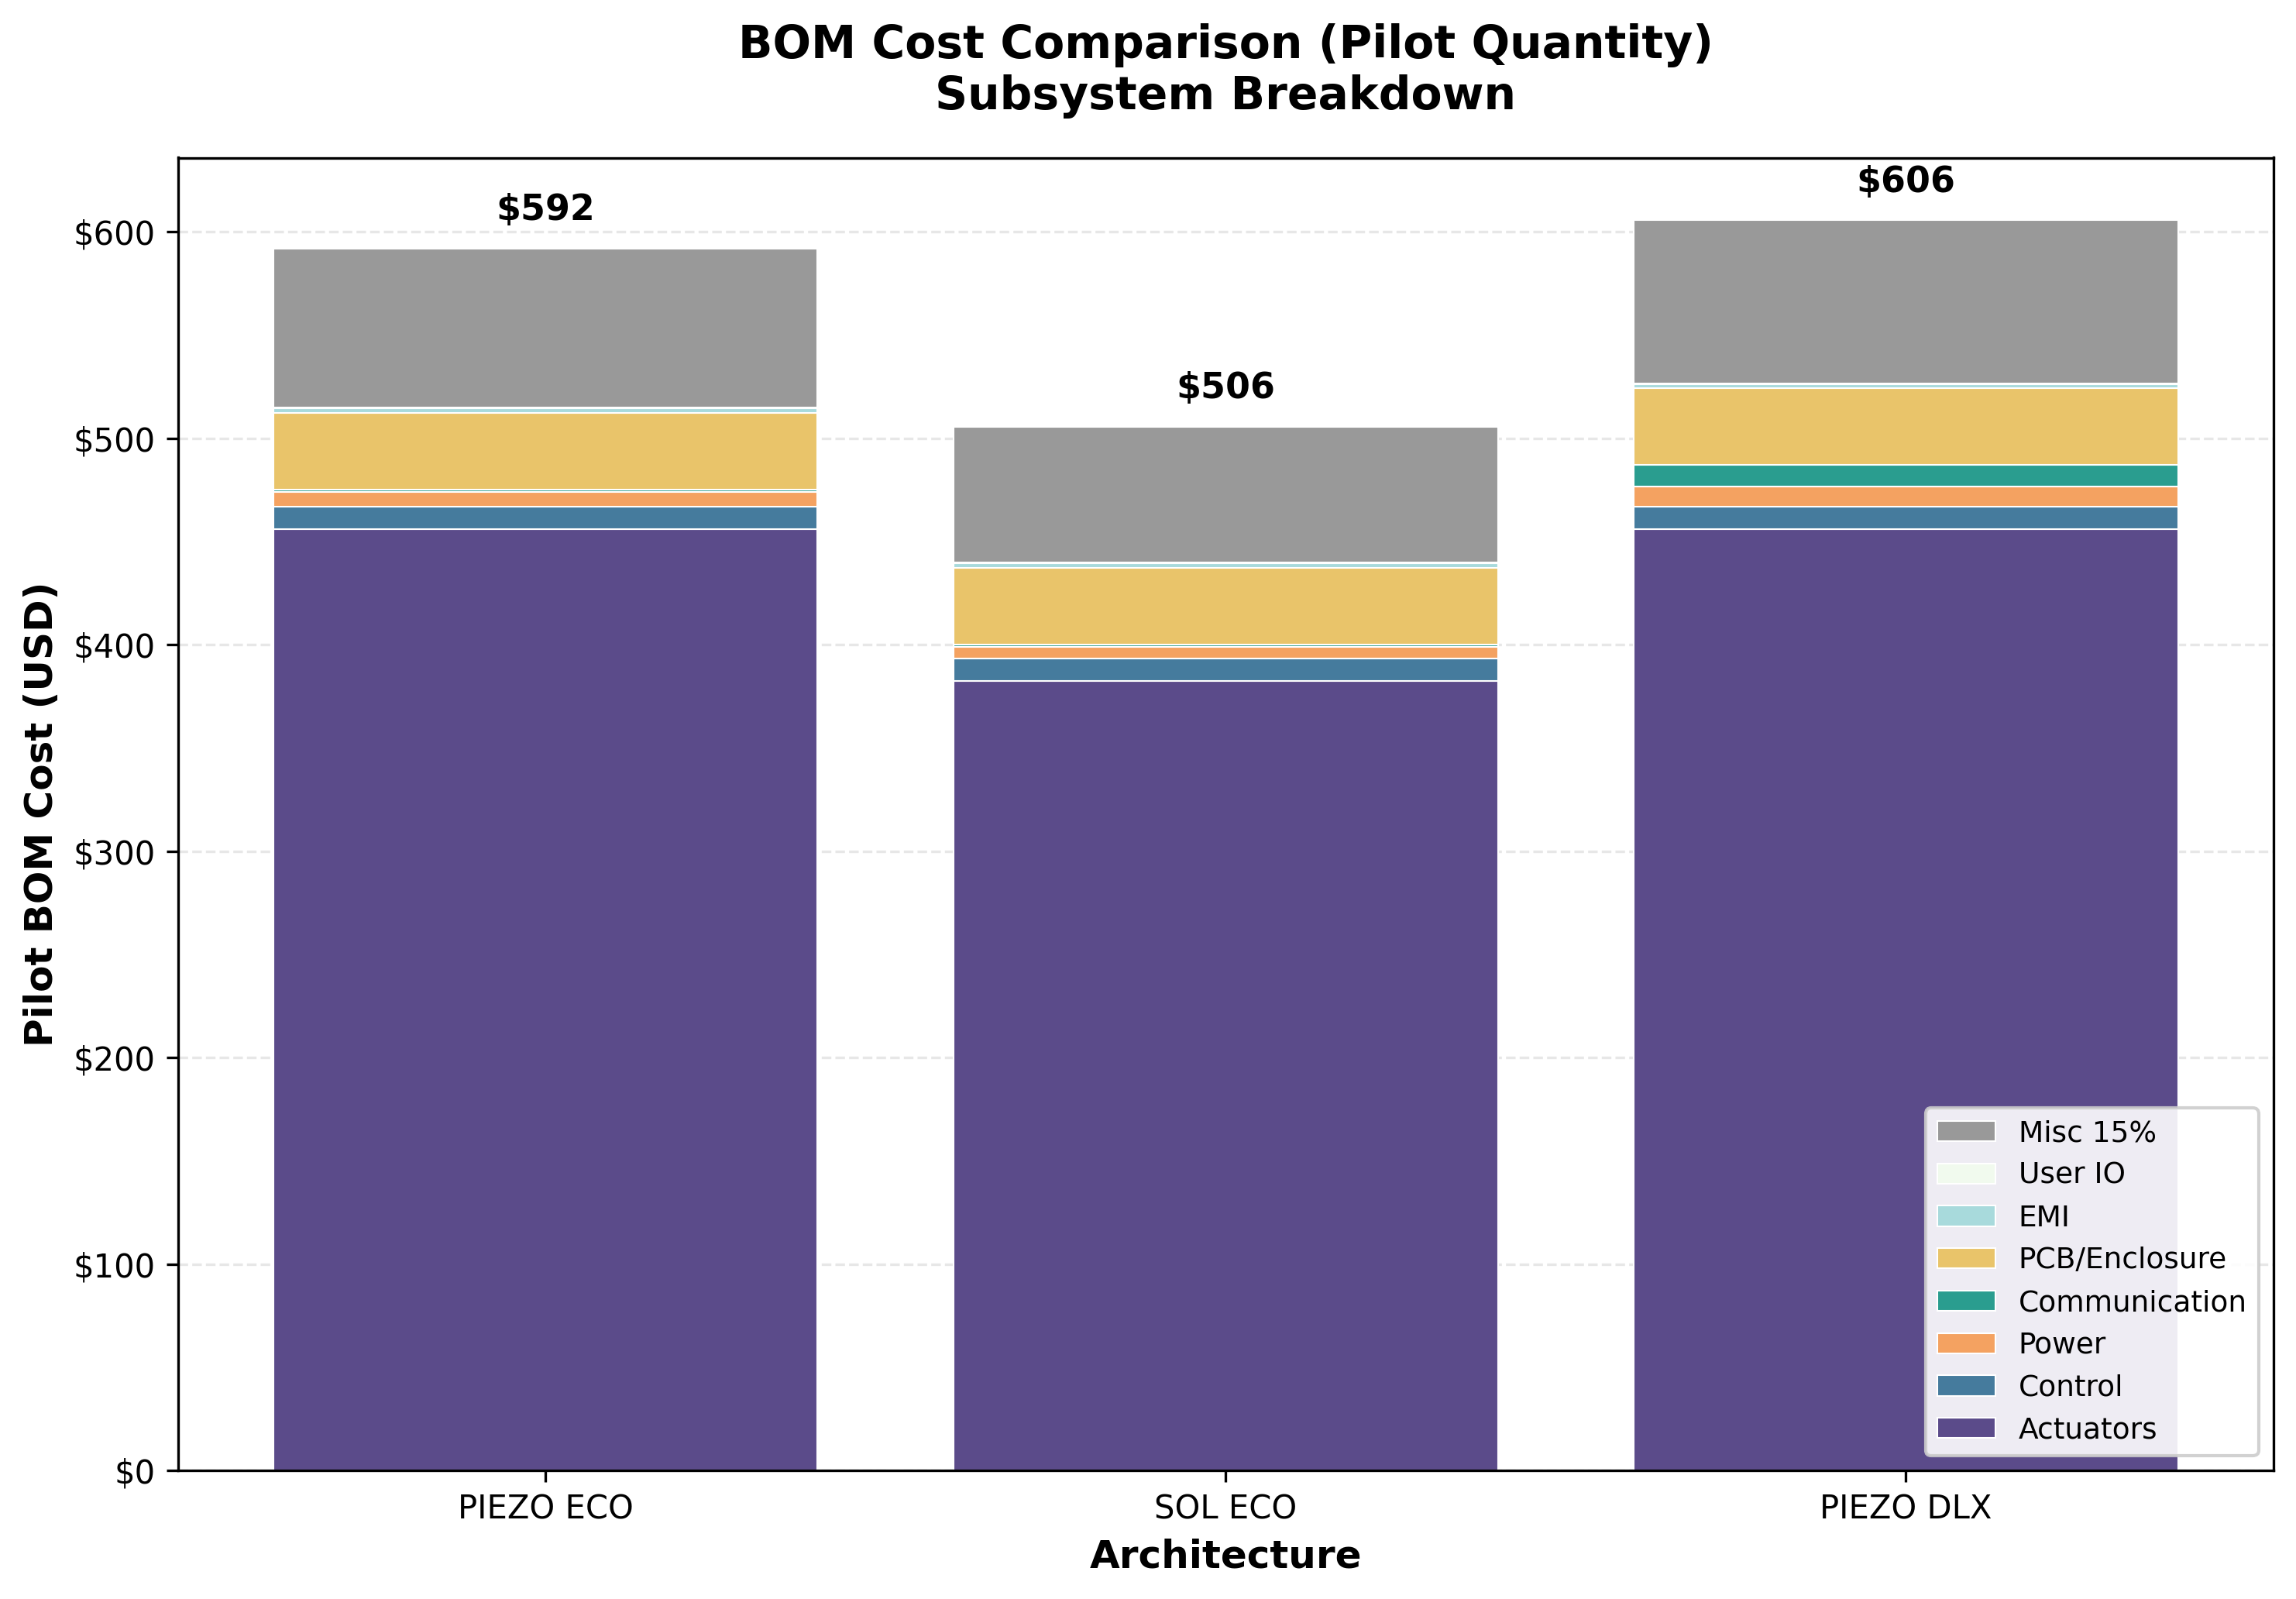 BOM Cost Comparison (Pilot Quantity)
Subsystem Breakdown
Pilot BOM Cost (USD)
$600
$500
$400
$300
$200
$100
$0
$592
$506
$606
Misc 15%
User IO
EMI
PCB/Enclosure
Communication
Power
Control
Actuators
PIEZO ECO
SOL ECO
PIEZO DLX
Architecture